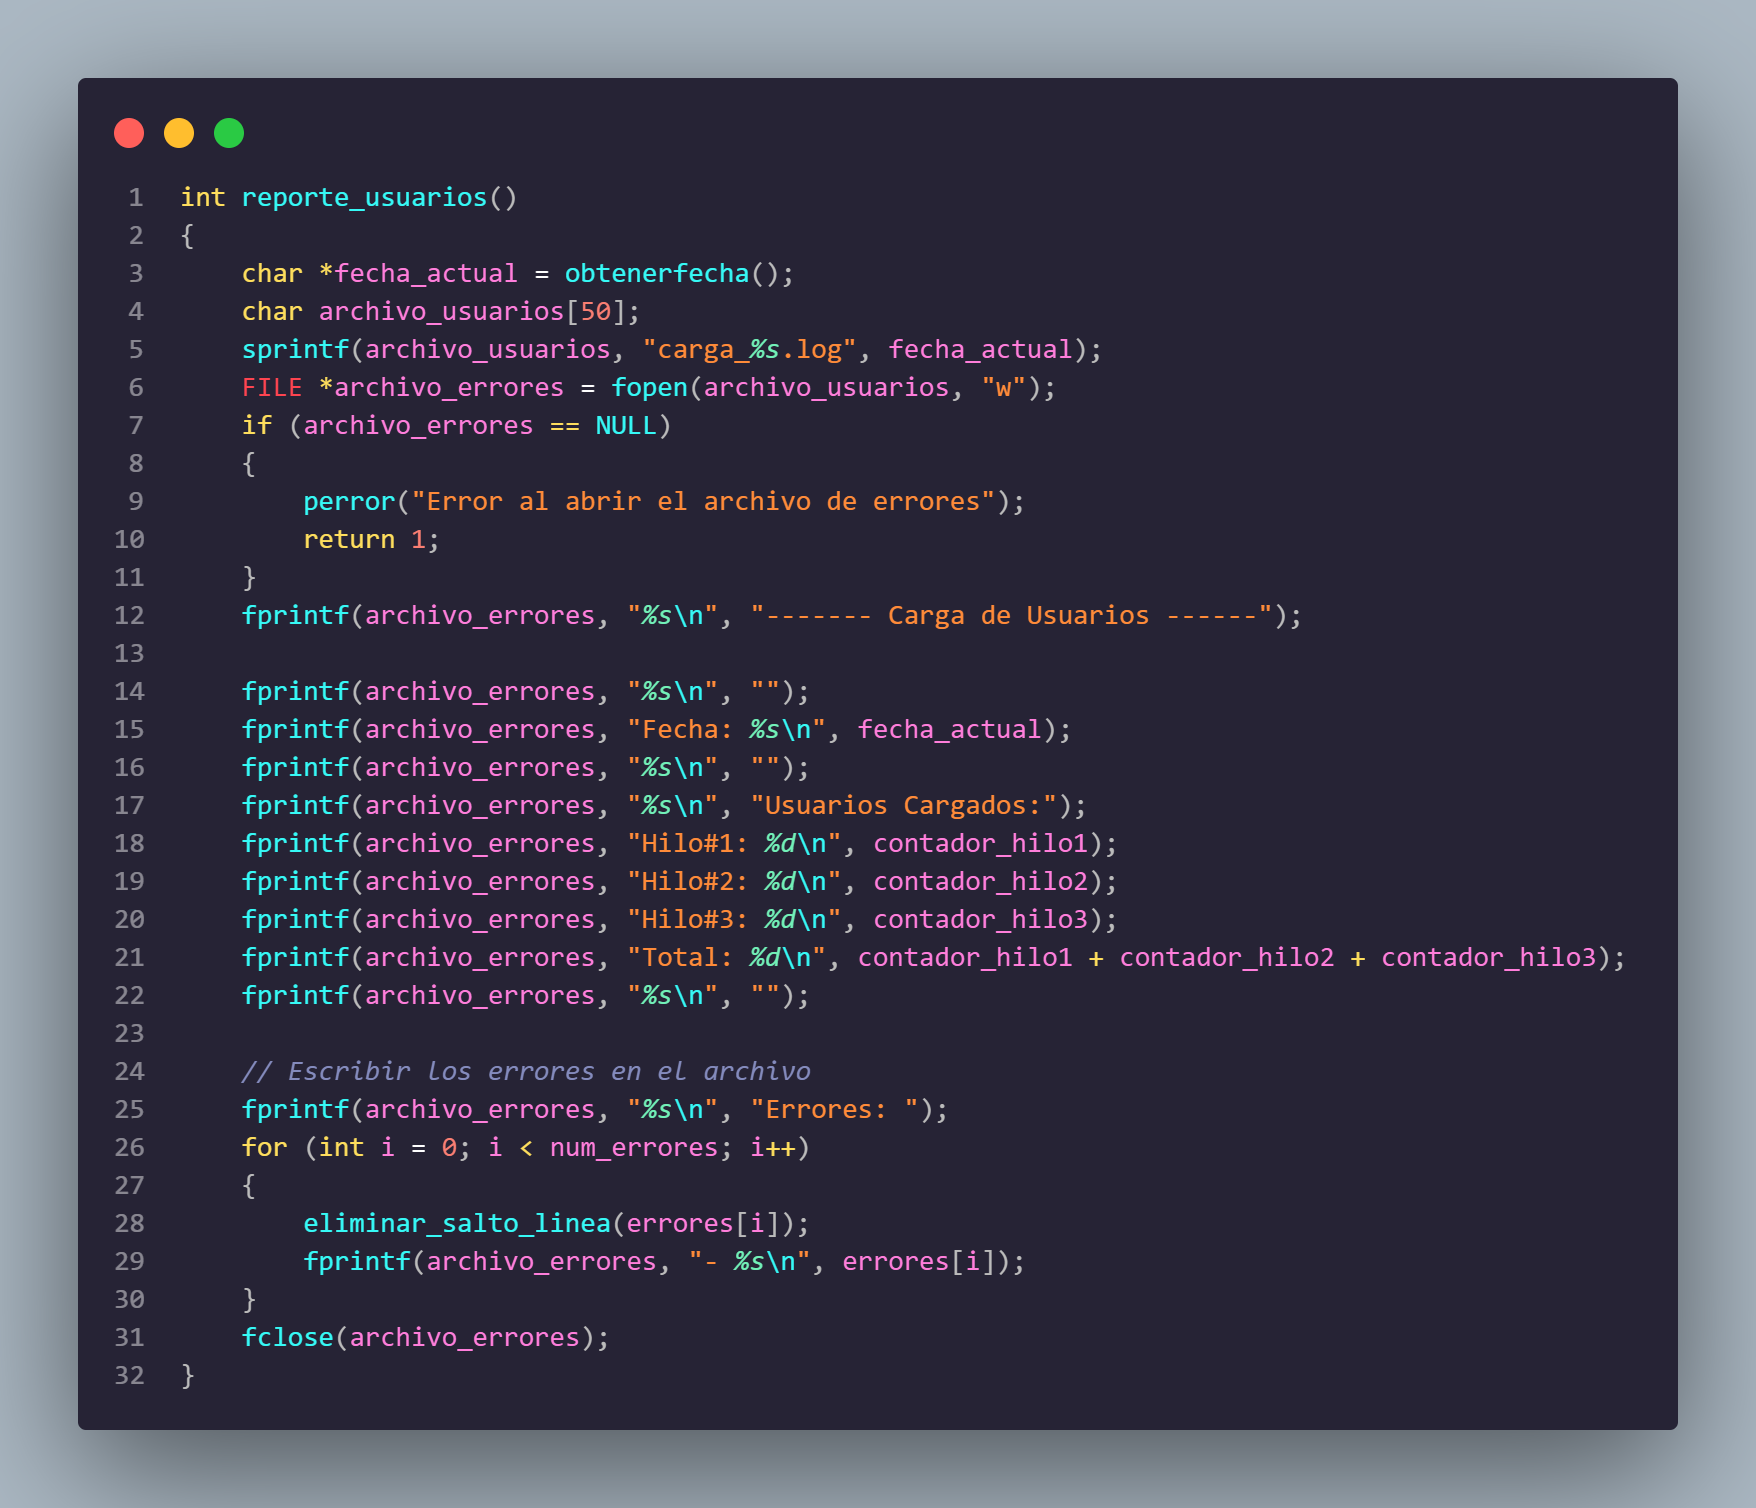 1 int reporte_usuarios()
2 {
3     char *fecha_actual = obtenerfecha();
4     char archivo_usuarios[50];
5     sprintf(archivo_usuarios, "carga_%s.log", fecha_actual);
6     FILE *archivo_errores = fopen(archivo_usuarios, "w");
7     if (archivo_errores == NULL)
8     {
9         perror("Error al abrir el archivo de errores");
10         return 1;
11     }
12     fprintf(archivo_errores, "%s\n", "------- Carga de Usuarios ------");
13
14     fprintf(archivo_errores, "%s\n", "");
15     fprintf(archivo_errores, "Fecha: %s\n", fecha_actual);
16     fprintf(archivo_errores, "%s\n", "");
17     fprintf(archivo_errores, "%s\n", "Usuarios Cargados:");
18     fprintf(archivo_errores, "Hilo#1: %d\n", contador_hilo1);
19     fprintf(archivo_errores, "Hilo#2: %d\n", contador_hilo2);
20     fprintf(archivo_errores, "Hilo#3: %d\n", contador_hilo3);
21     fprintf(archivo_errores, "Total: %d\n", contador_hilo1 + contador_hilo2 + contador_hilo3);
22     fprintf(archivo_errores, "%s\n", "");
23
24     // Escribir los errores en el archivo
25     fprintf(archivo_errores, "%s\n", "Errores: ");
26     for (int i = 0; i < num_errores; i++)
27     {
28         eliminar_salto_linea(errores[i]);
29         fprintf(archivo_errores, "- %s\n", errores[i]);
30     }
31     fclose(archivo_errores);
32 }